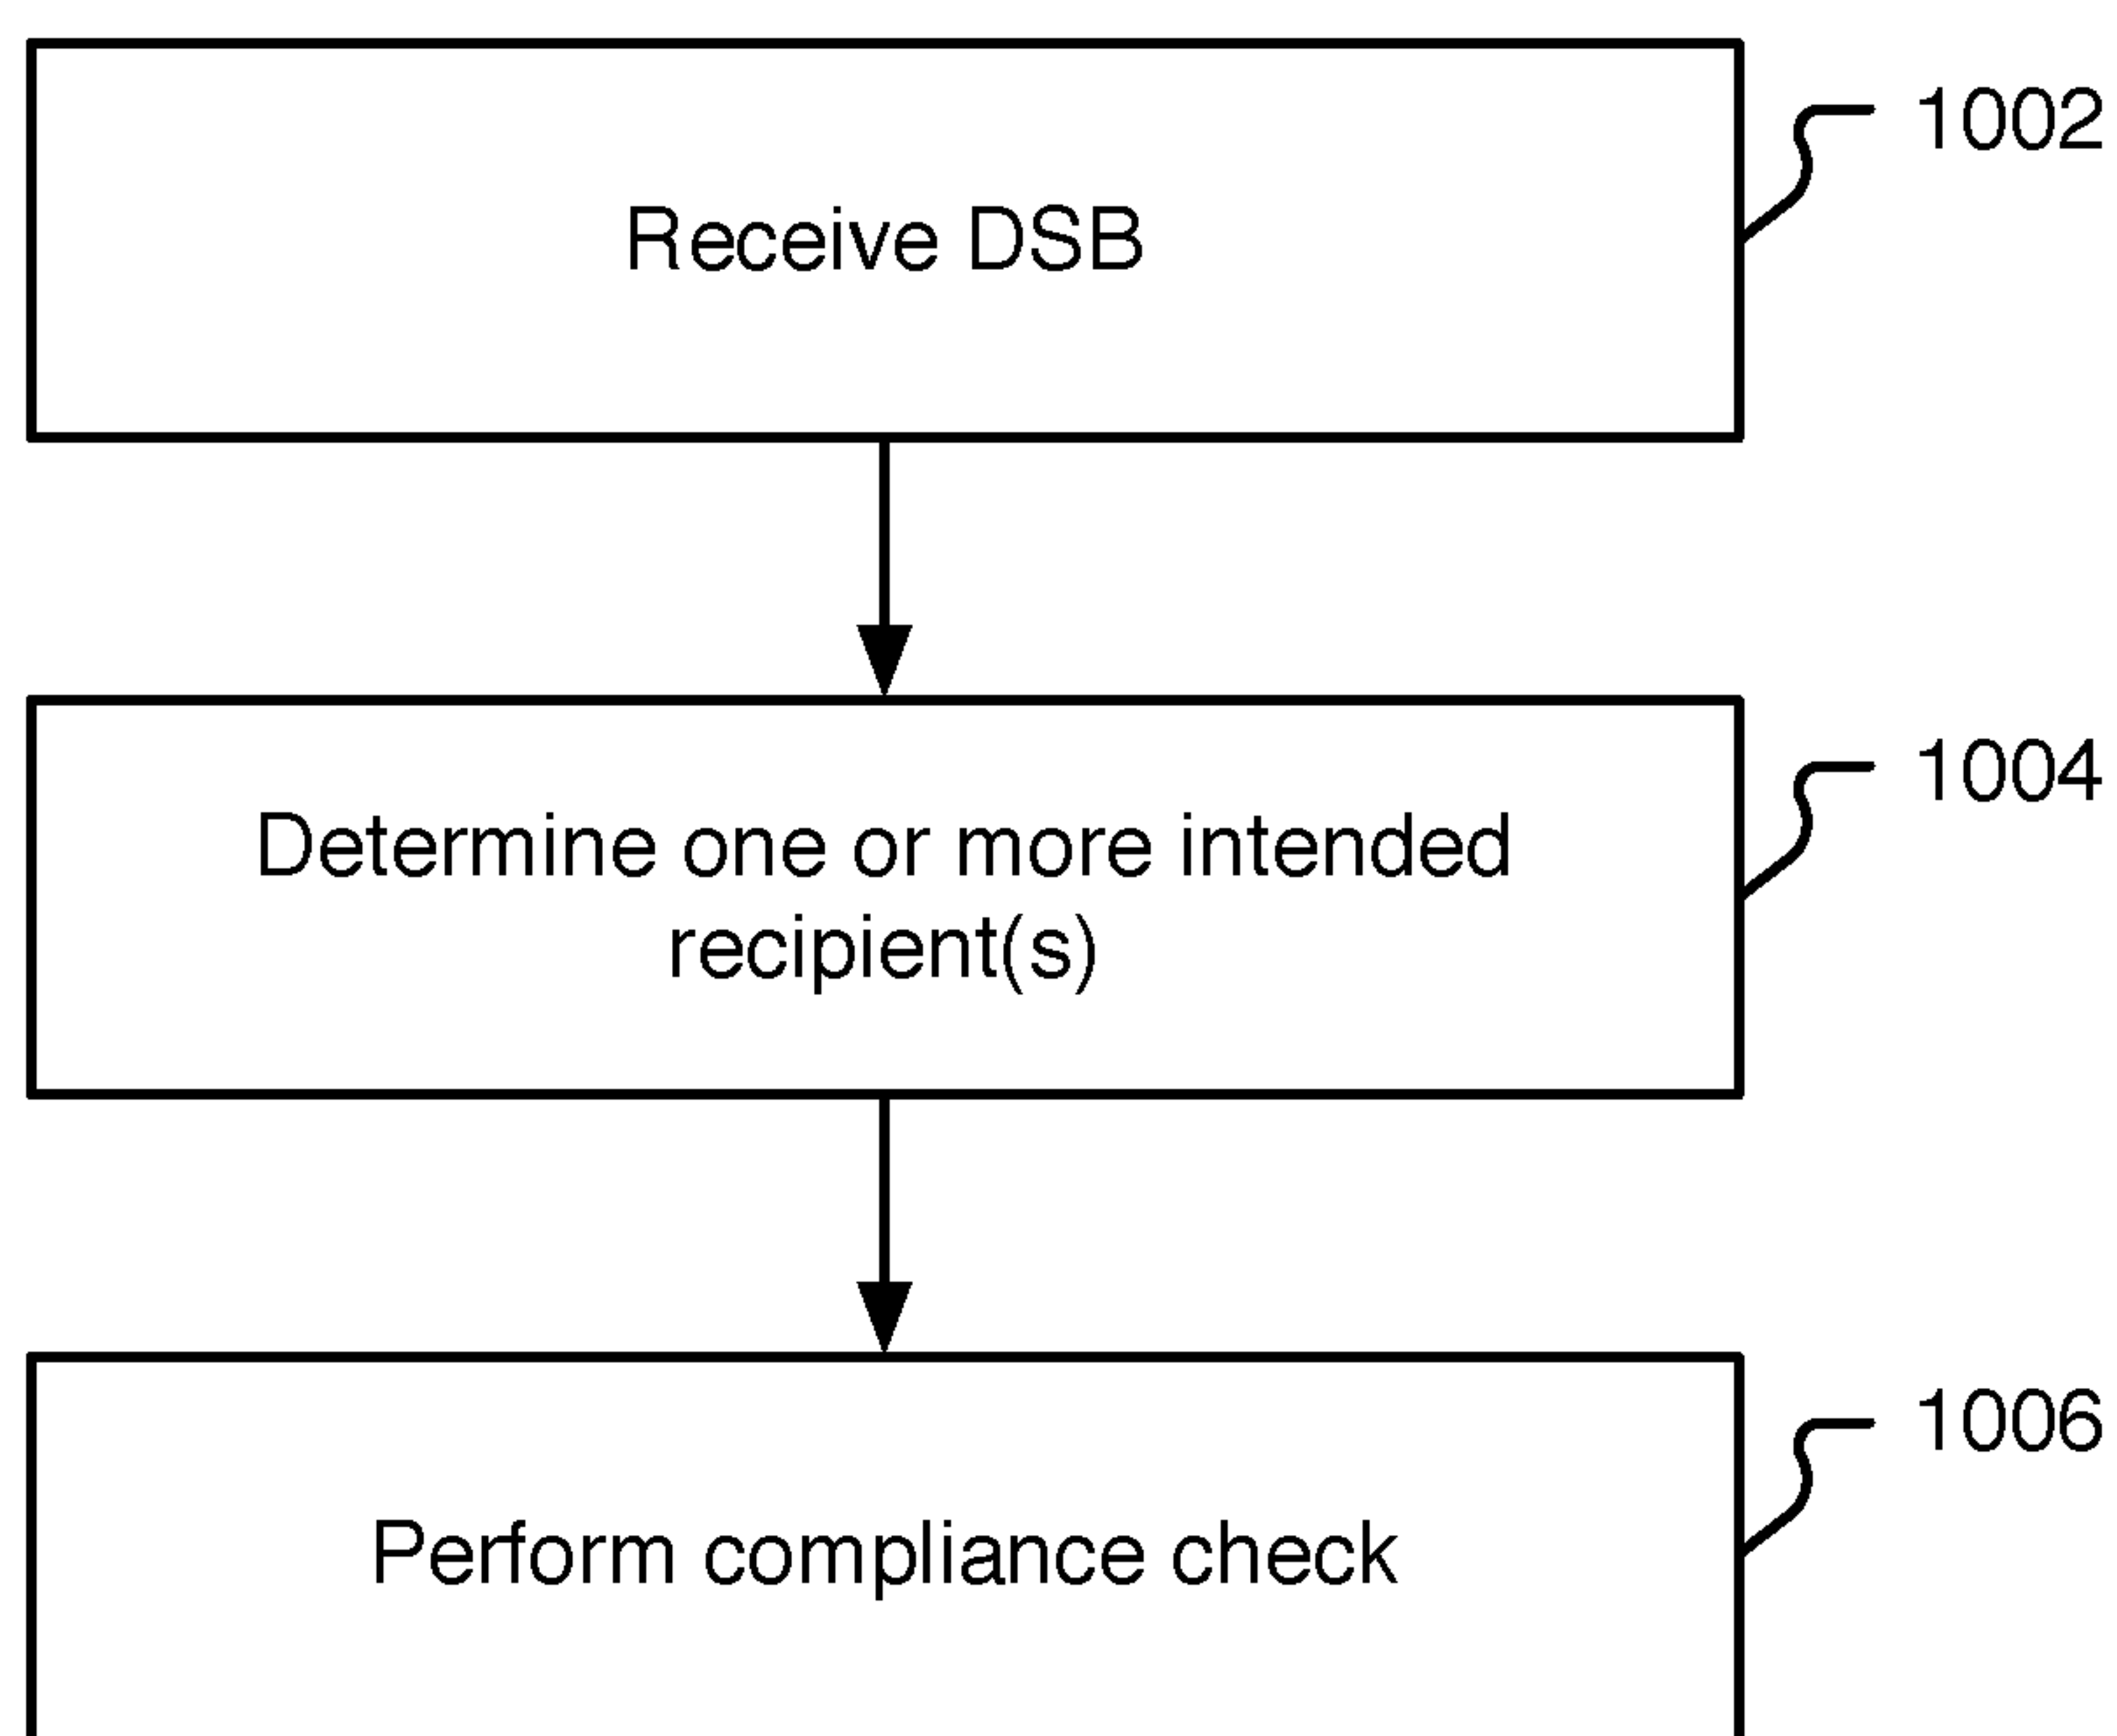 Receive DSB
1002
Determine one or more intended
recipient(s)
1004
Perform compliance check
1006